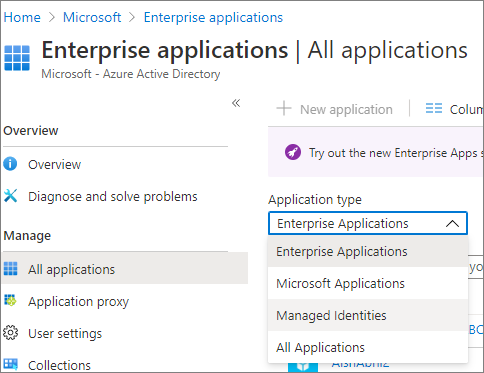 Home > Microsoft > Enterprise applications
Enterprise applications | All applications
Microsoft - Azure Active Directory
«
Overview
Overview
Diagnose and solve problems
Manage
All applications
Application proxy
User settings
Collections
+ New application
Colum
Try out the new Enterprise Apps s
Application type
Enterprise Applications
Enterprise Applications
Microsoft Applications
Managed Identities
All Applications
yo
BC